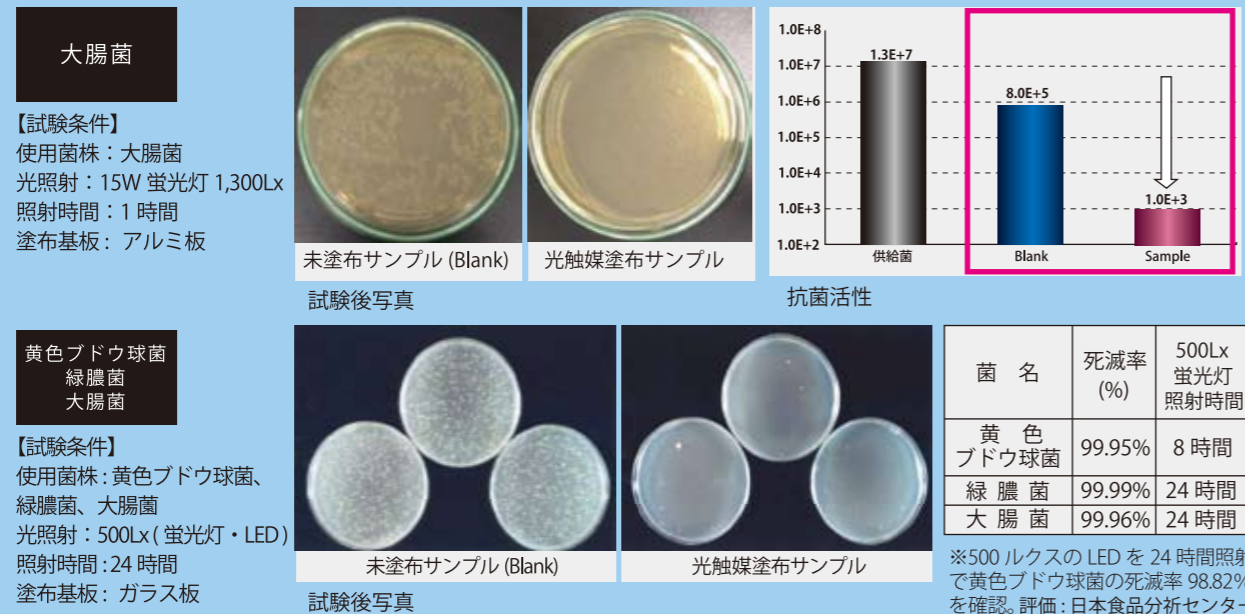 大腸菌
【試験条件】
使用菌株：大腸菌
光照射：15W 蛍光灯 1,300Lx
照射時間：1 時間
塗布基板： アルミ板
未塗布サンプル (Blank)
光触媒塗布サンプル
試験後写真
1.0E+8
1.0E+7
1.0E+6
1.0E+5
1.0E+4
1.0E+3
1.0E+2
1.3E+7
8.0E+5
1.0E+3
供給菌
Blank
Sample
抗菌活性
黄色ブドウ球菌
緑膿菌
大腸菌
【試験条件】
使用菌株 : 黄色ブドウ球菌、
緑膿菌、大腸菌
光照射：500Lx ( 蛍光灯・LED )
照射時間 : 24 時間
塗布基板 : ガラス板
未塗布サンプル (Blank)
光触媒塗布サンプル
試験後写真
菌　名
死滅率
(%)
500Lx
蛍光灯
照射時間
黄　色
ブドウ球菌
99.95%
8 時間
緑 膿 菌
99.99%
24 時間
大 腸 菌
99.96%
24 時間
※500 ルクスの LED を 24 時間照射
で黄色ブドウ球菌の死滅率 98.82%
を確認。評価 : 日本食品分析センター